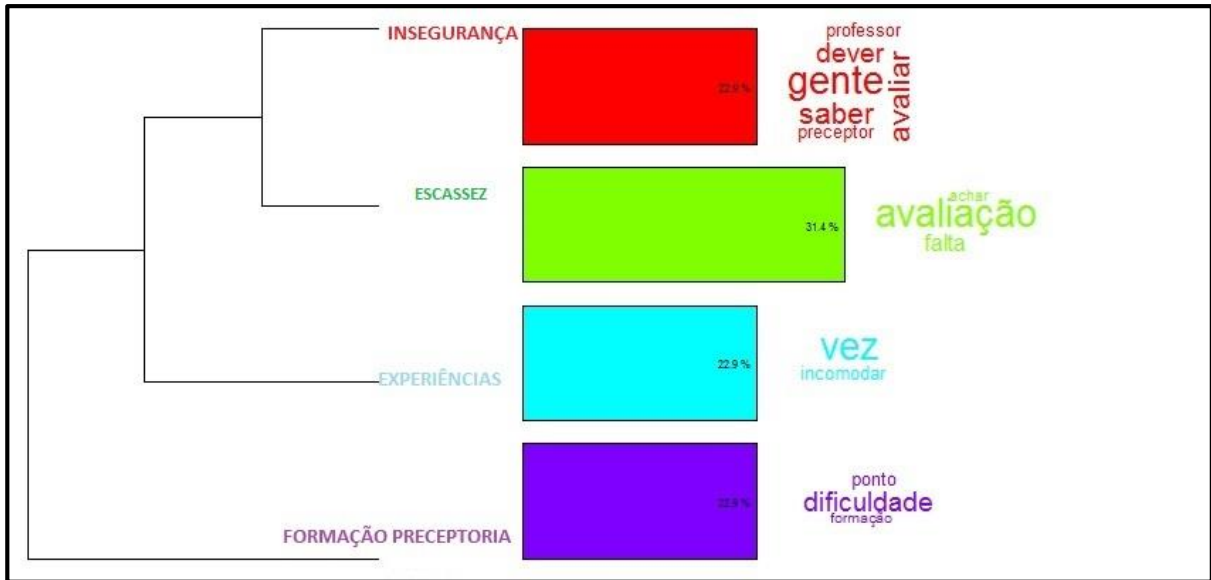 INSEGURANÇA
22.9 %
professor
dever
gente
avaliar
saber
preceptor
ESCASSEZ
31.4 %
achar
avaliação
falta
EXPERIÊNCIAS
22.9 %
vez
incomodar
FORMAÇÃO PRECEPTORIA
22.9 %
ponto
dificuldade
formação